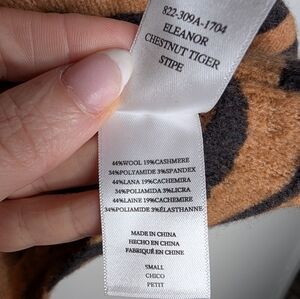 822-309A-1704
ELEANOR
CHESTNUT TIGER
STIPE
44%WOOL 19%CASHMERE
34%POLYAMIDE 3%SPANDEX
44%LANA 19%CACHEMIRA
34%POLIAMIDA 3%LICRA
44%LAINE 19%CACHEMIRE
34%POLYAMIDE 3%ÉLASTHANNE
MADE IN CHINA
HECHO EN CHINA
FABRIQUÉ EN CHINE
SMALL
CHICO
PETIT